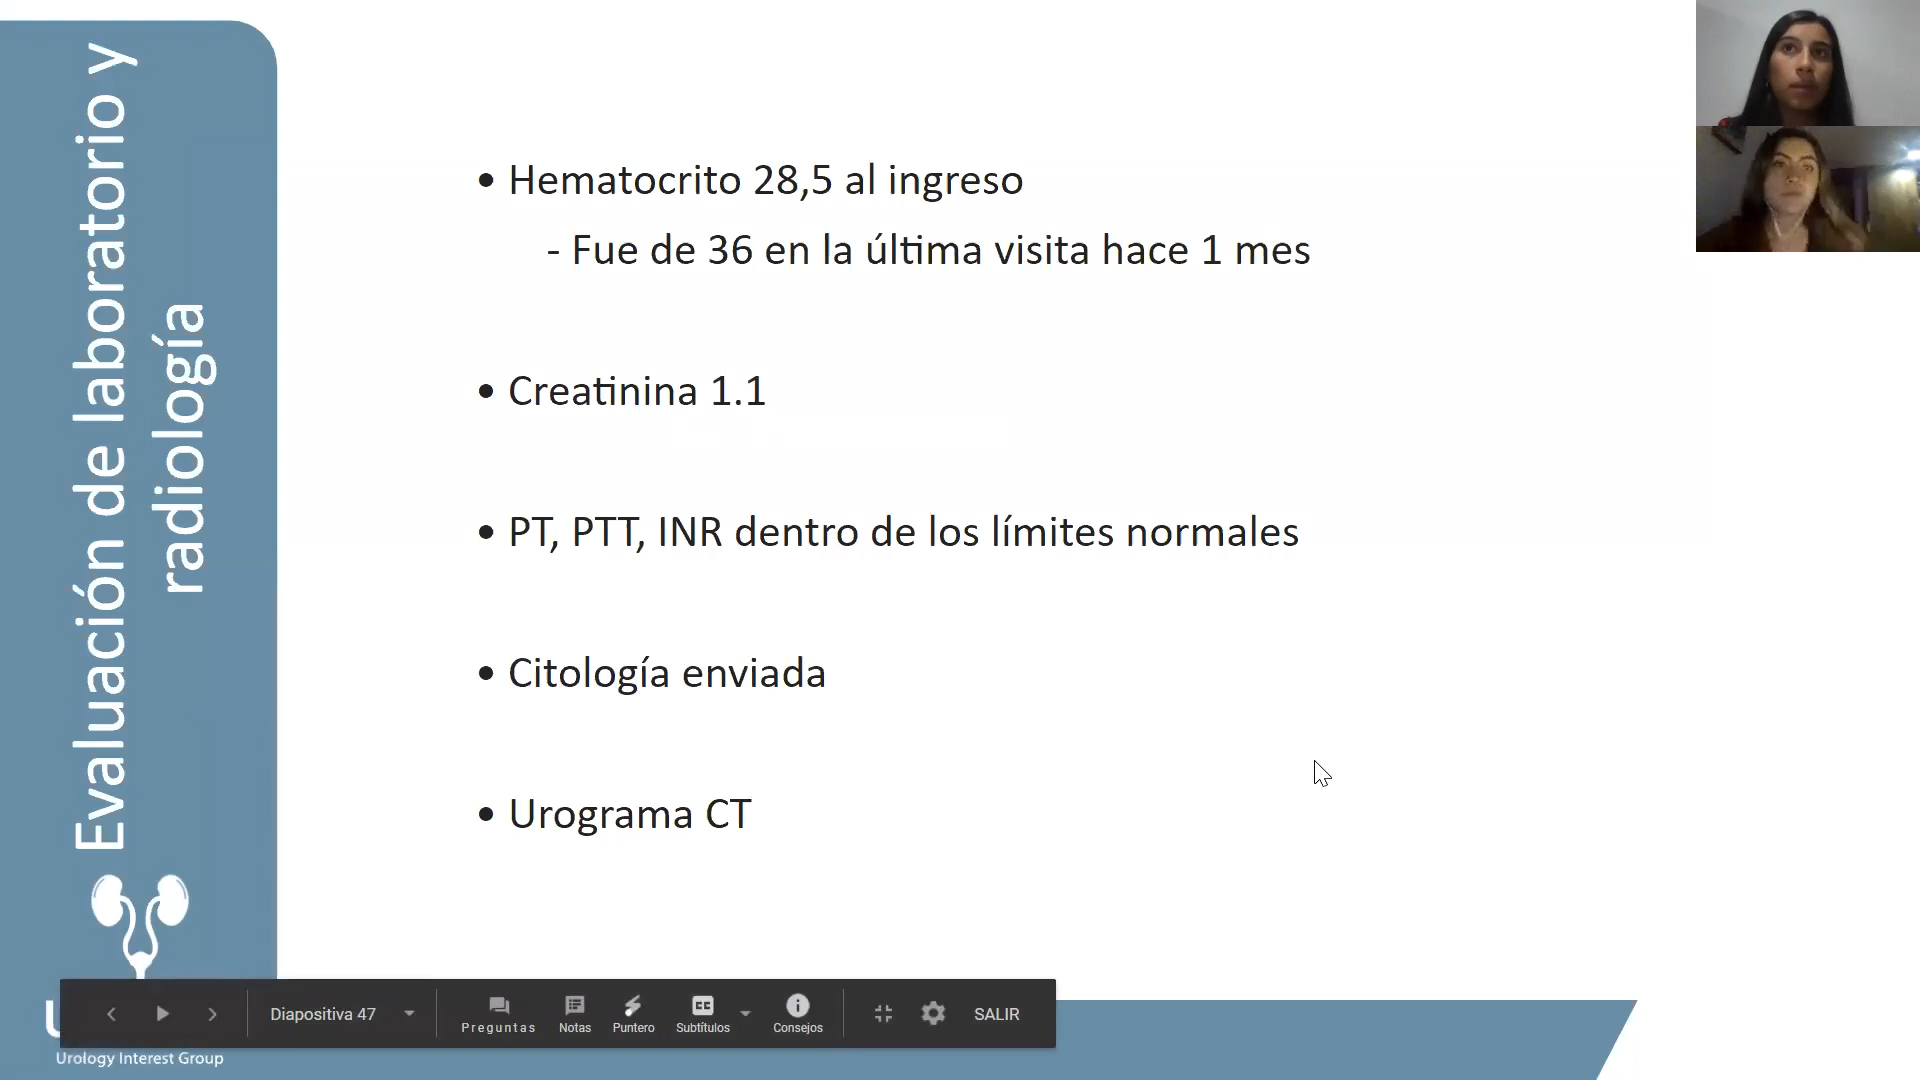 Evaluación de laboratorio y
radiología
• Hematocrito 28,5 al ingreso
- Fue de 36 en la última visita hace 1 mes
• Creatinina 1.1
• PT, PTT, INR dentro de los límites normales
• Citología enviada
• Urograma CT
Diapositiva 47
Preguntas
Notas
Puntero
Subtítulos
Consejos
SALIR
Urology Interest Group